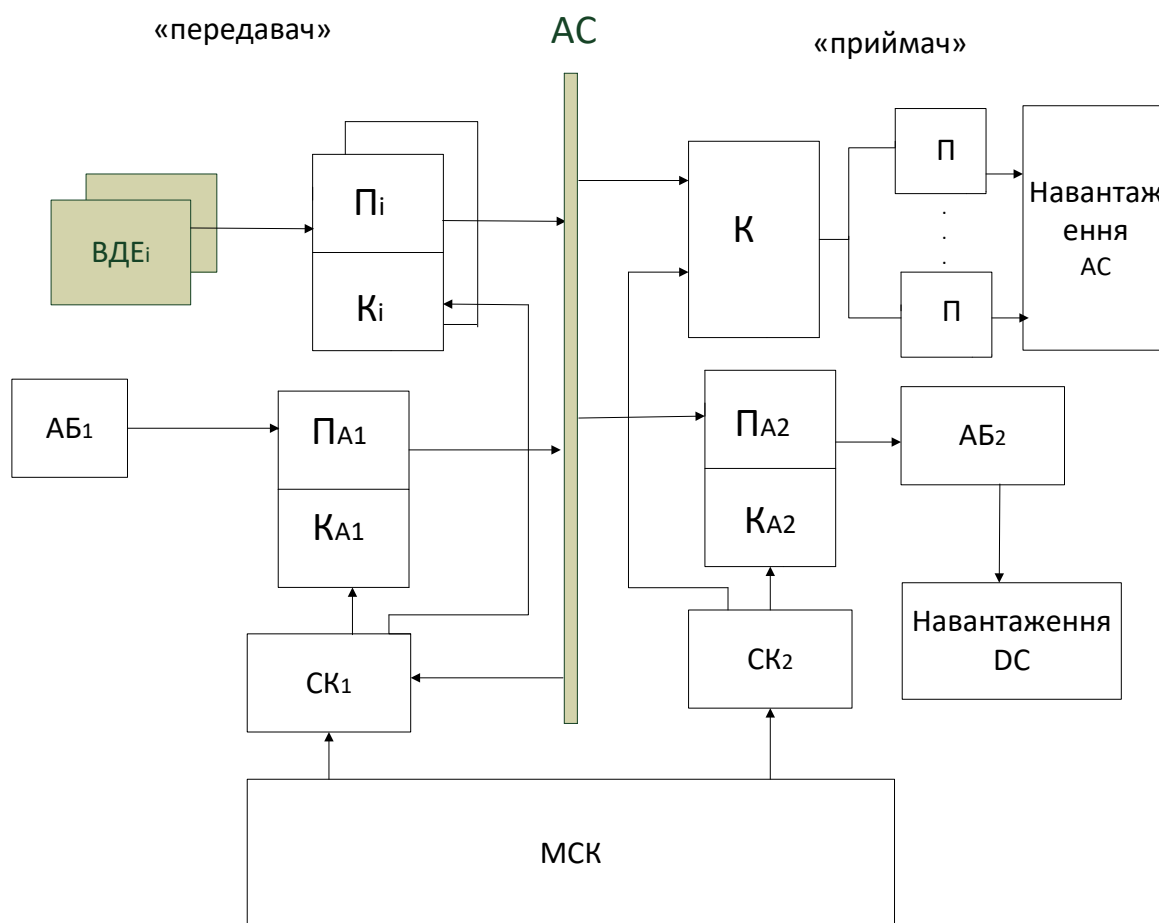 «передавач»
АС
«приймач»
ВДЕi
Пi
Кi
К
П
.
.
.
П
Навантаж
ення
АС
АБ1
ПА1
КА1
ПА2
КА2
АБ2
СК1
СК2
Навантаження
DC
МСК